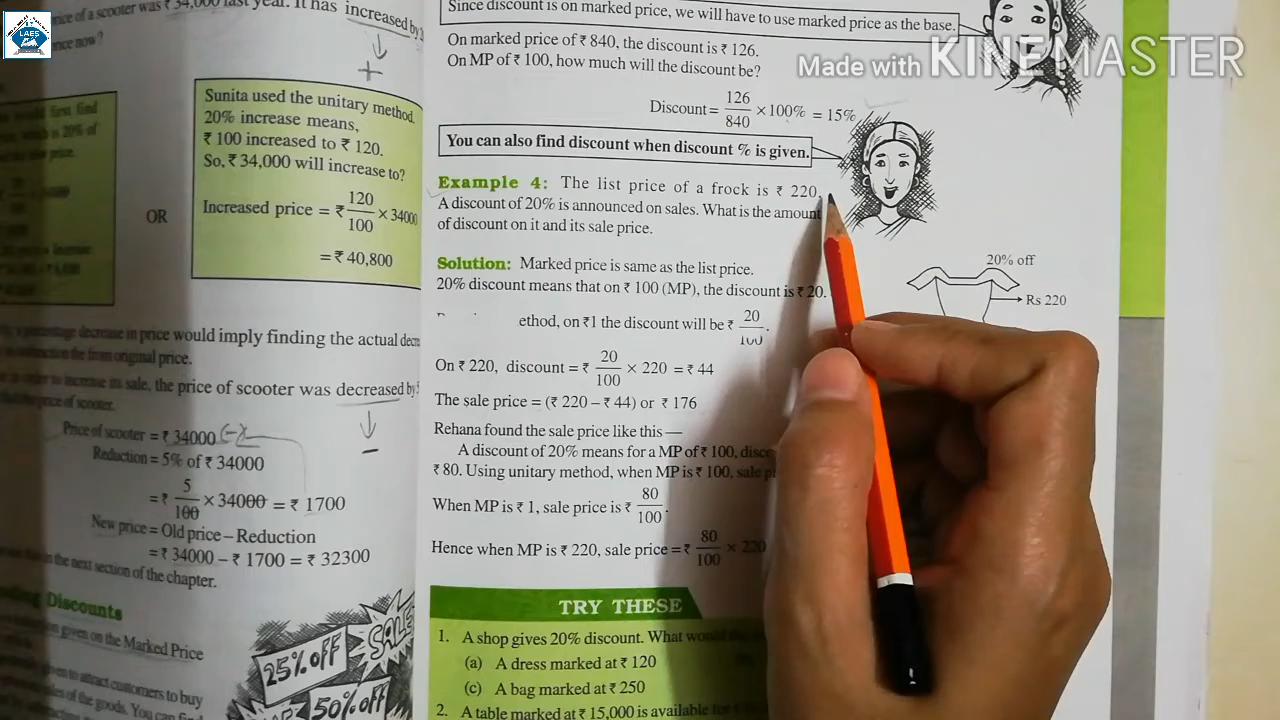 LAES
rice of a scooter was ₹ 34,000 last year. It has increased by
nce now?
+
first find
20% of
price.
Sunita used the unitary method.
20% increase means,
₹ 100 increased to ₹ 120.
So, ₹ 34,000 will increase to?
Increased price = ₹ 120/100 × 34000
= ₹ 40,800
OR
a percentage decrease in price would imply finding the actual
the from original price.
to increase its sale, the price of scooter was decreased by
price of scooter.
Price of scooter = ₹ 34000
Reduction = 5% of ₹ 34000
= ₹ 5/100 × 34000 = ₹ 1700
−
New price = Old price – Reduction
= ₹ 34000 – ₹ 1700 = ₹ 32300
in the next section of the chapter.
Discounts
given on the Marked Price
given to attract customers to buy
sales of the goods. You can find
25% OFF
SALE
50% OFF
Since discount is on marked price, we will have to use marked price as the base.
On marked price of ₹ 840, the discount is ₹ 126.
On MP of ₹ 100, how much will the discount be?
Discount = 126/840 × 100% = 15%
Made with KINEMASTER
You can also find discount when discount % is given.
Example 4: The list price of a frock is ₹ 220.
A discount of 20% is announced on sales. What is the amount
of discount on it and its sale price.
Solution: Marked price is same as the list price.
20% discount means that on ₹ 100 (MP), the discount is ₹ 20.
ethod, on ₹1 the discount will be ₹ 20/100.
On ₹ 220, discount = ₹ 20/100 × 220 = ₹ 44
The sale price = (₹ 220 – ₹ 44) or ₹ 176
20% off
Rs 220
Rehana found the sale price like this —
A discount of 20% means for a MP of ₹ 100,
₹ 80. Using unitary method, when MP is ₹ 100, sale
When MP is ₹ 1, sale price is ₹ 80/100.
Hence when MP is ₹ 220, sale price = ₹ 80/100 × 220
TRY THESE
1. A shop gives 20% discount. What
(a) A dress marked at ₹ 120
(c) A bag marked at ₹ 250
2. A table marked at ₹ 15,000 is available